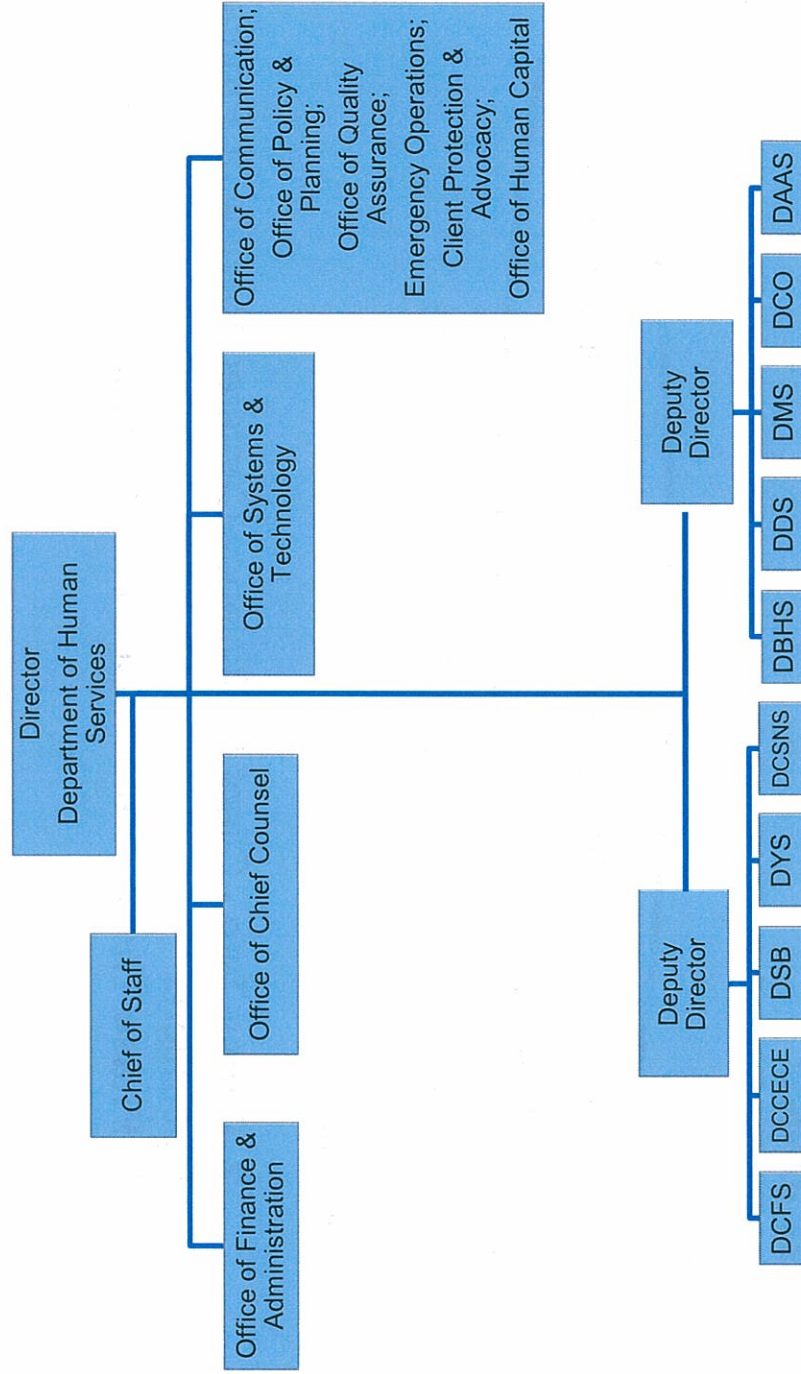 Director
Department of Human
Services
Chief of Staff
Office of Finance &
Administration
Office of Chief Counsel
Office of Systems &
Technology
Office of Communication;
Office of Policy &
Planning;
Office of Quality
Assurance;
Emergency Operations;
Client Protection &
Advocacy;
Office of Human Capital
Deputy
Director
Deputy
Director
DCFS
DCCECE
DSB
DYS
DCSNS
DBHS
DDS
DMS
DCO
DAAS